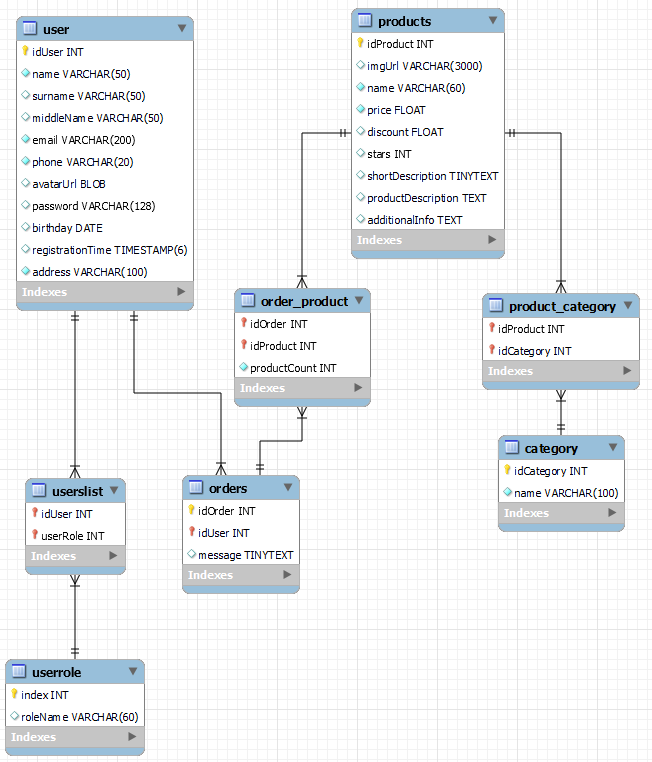 user
idUser INT
name VARCHAR(50)
surname VARCHAR(50)
middleName VARCHAR(50)
email VARCHAR(200)
phone VARCHAR(20)
avatarUrl BLOB
password VARCHAR(128)
birthday DATE
registrationTime TIMESTAMP(6)
address VARCHAR(100)
Indexes
products
idProduct INT
imgUrl VARCHAR(3000)
name VARCHAR(60)
price FLOAT
discount FLOAT
stars INT
shortDescription TINYTEXT
productDescription TEXT
additionalInfo TEXT
Indexes
order_product
idOrder INT
idProduct INT
productCount INT
Indexes
product_category
idProduct INT
idCategory INT
Indexes
category
idCategory INT
name VARCHAR(100)
Indexes
userslist
idUser INT
userRole INT
Indexes
orders
idOrder INT
idUser INT
message TINYTEXT
Indexes
userrole
index INT
roleName VARCHAR(60)
Indexes